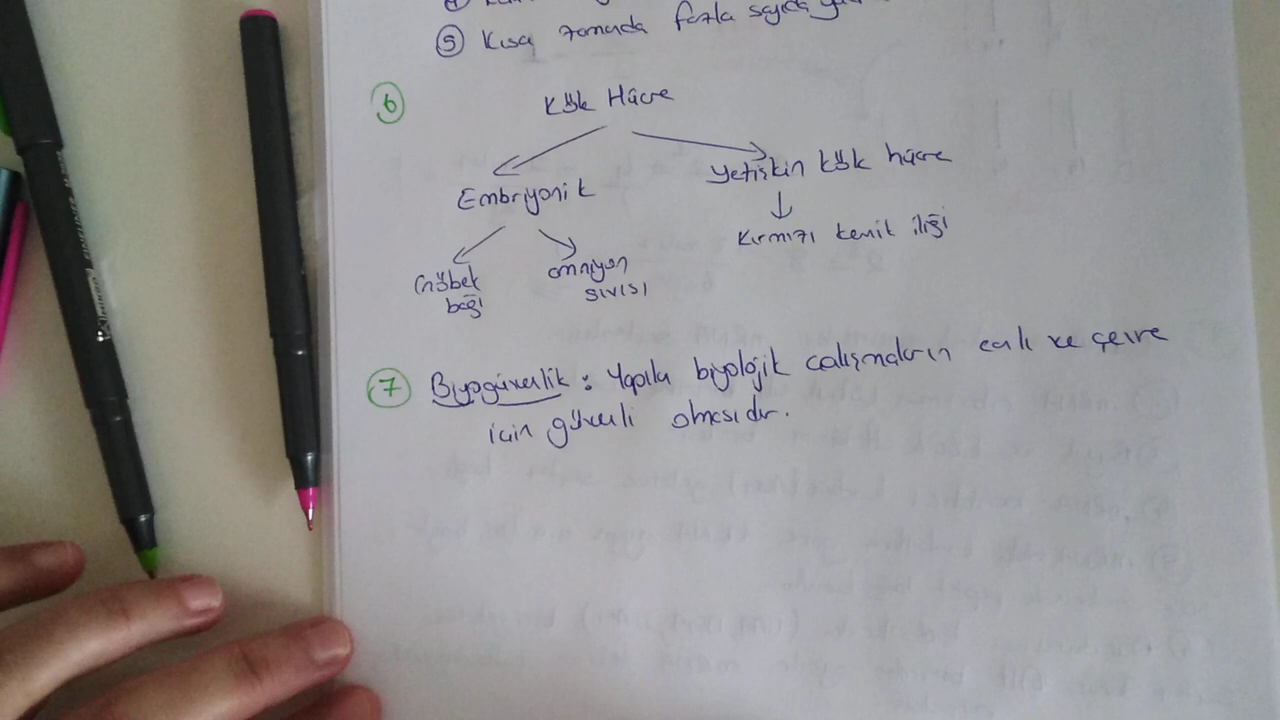 5 Kısa zamanda fazla sayıda
6 Kök Hücre
Embriyonik
Yetişkin kök hücre
Göbek bağı
amniyon sıvısı
Kırmızı kemik iliği
7 Biyogüvenlik : Yapılan biyolojik çalışmaların canlı ve çevre
için güvenli olmasıdır.